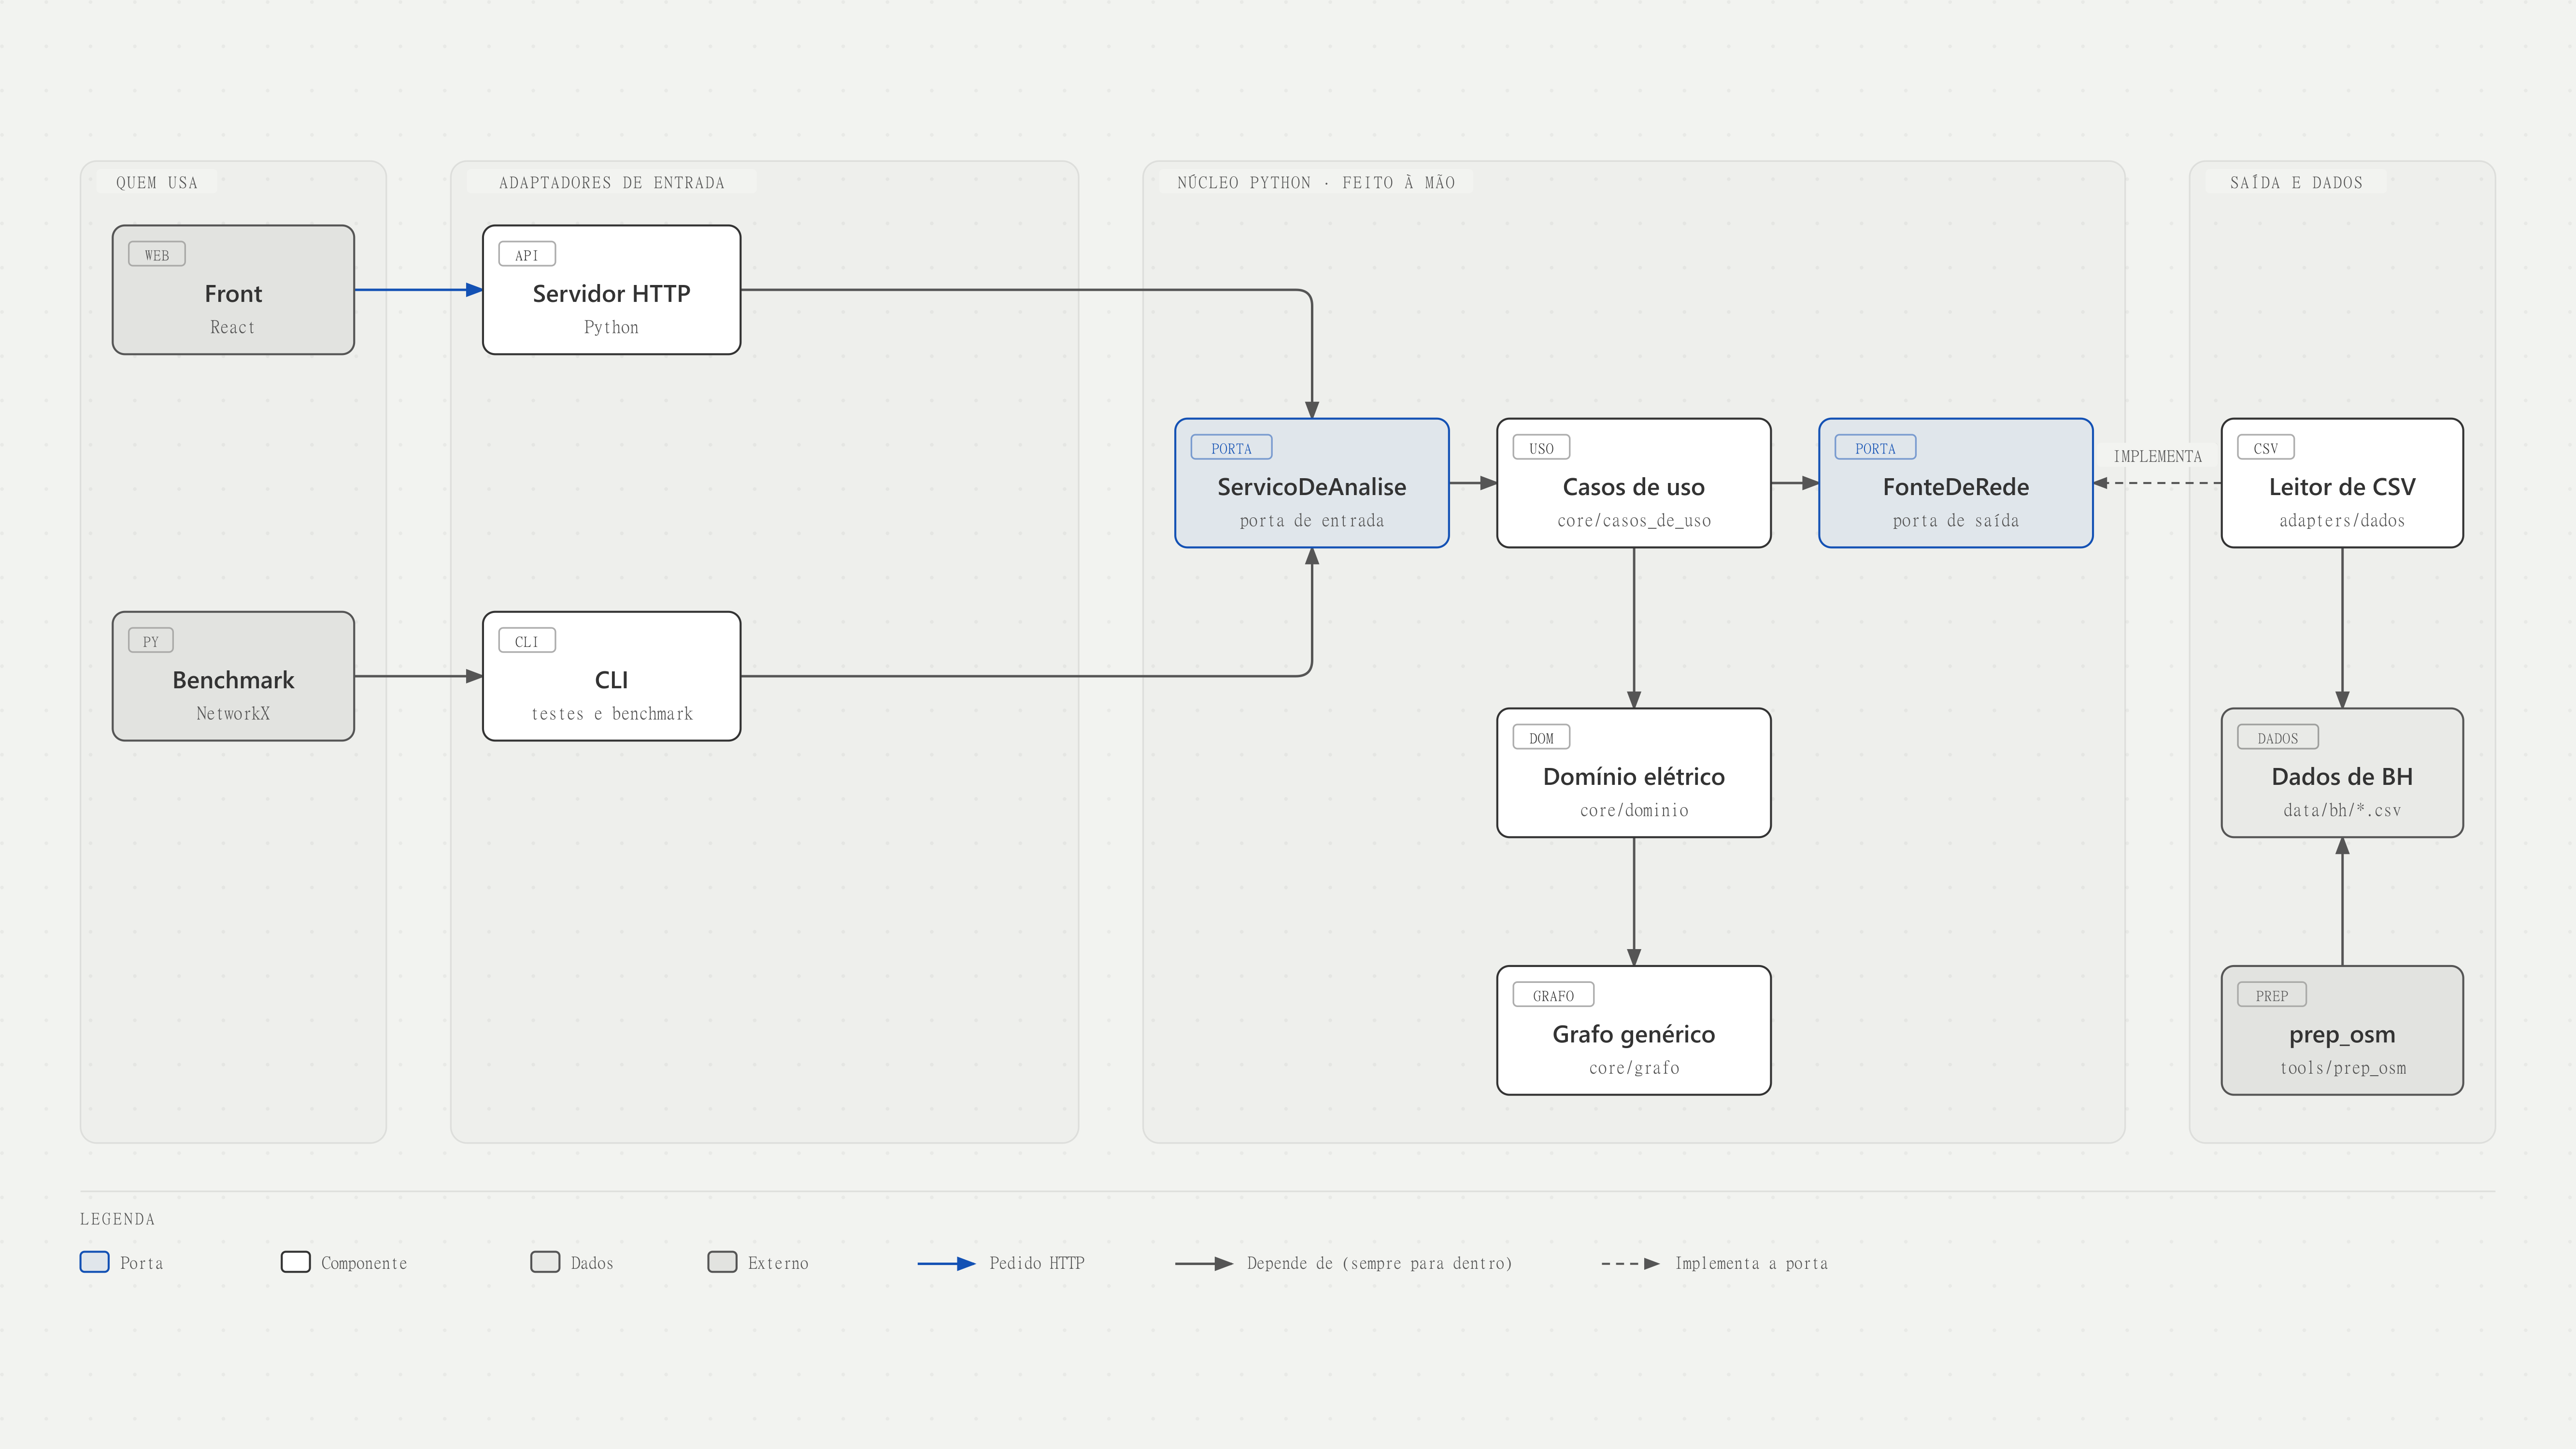 QUEM USA
WEB
Front
React
PY
Benchmark
NetworkX
ADAPTADORES DE ENTRADA
API
Servidor HTTP
Python
CLI
CLI
testes e benchmark
NÚCLEO PYTHON · FEITO À MÃO
PORTA
ServicoDeAnalise
porta de entrada
USO
Casos de uso
core/casos_de_uso
PORTA
FonteDeRede
porta de saída
DOM
Domínio elétrico
core/dominio
GRAFO
Grafo genérico
core/grafo
IMPLEMENTA
SAÍDA E DADOS
CSV
Leitor de CSV
adapters/dados
DADOS
Dados de BH
data/bh/*.csv
PREP
prep_osm
tools/prep_osm
LEGENDA
Porta
Componente
Dados
Externo
Pedido HTTP
Depende de (sempre para dentro)
Implementa a porta